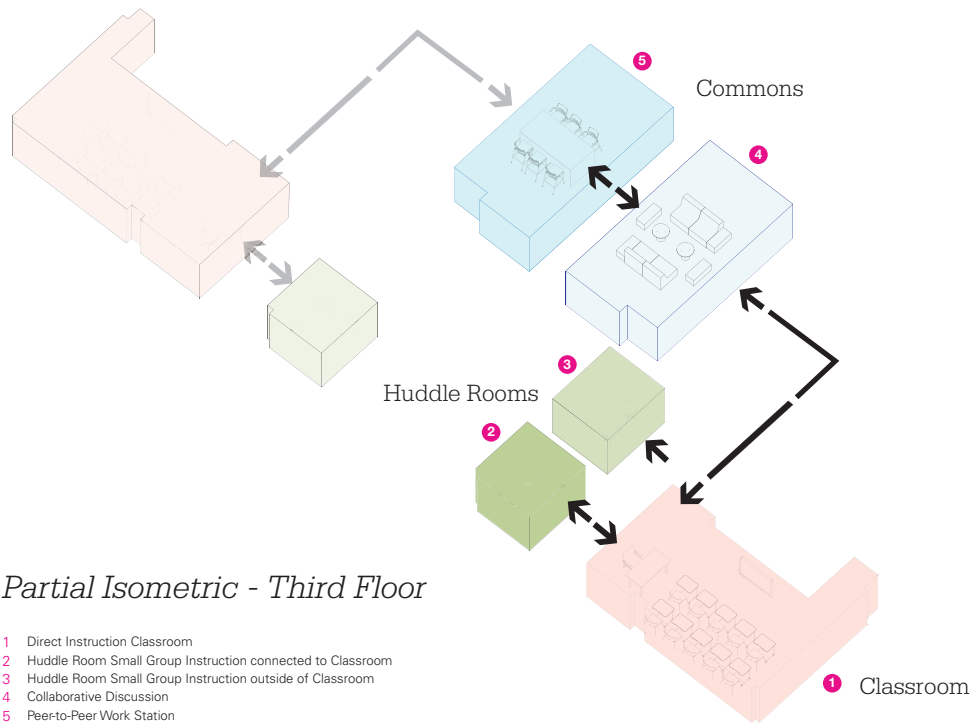 5
Commons
4
3
Huddle Rooms
2
Partial Isometric - Third Floor
1 Direct Instruction Classroom
2 Huddle Room Small Group Instruction connected to Classroom
3 Huddle Room Small Group Instruction outside of Classroom
4 Collaborative Discussion
5 Peer-to-Peer Work Station
1 Classroom